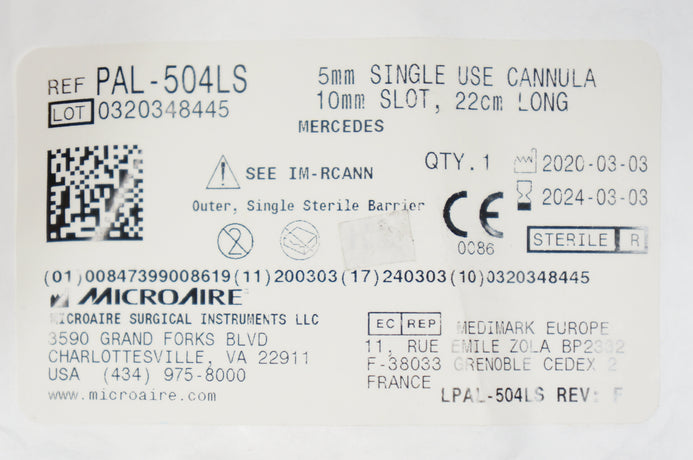 REF PAL-504LS
LOT 0320348445
5mm SINGLE USE CANNULA
10mm SLOT, 22cm LONG
MERCEDES
SEE IM-RCANN
QTY. 1
2020-03-03
2024-03-03
Outer, Single Sterile Barrier
2
CE
0086
STERILE R
(01)00847399008619(11)200303(17)240303(10)0320348445
MICROAIRE
MICROAIRE SURGICAL INSTRUMENTS LLC
3590 GRAND FORKS BLVD
CHARLOTTESVILLE, VA 22911
USA (434) 975-8000
www.microaire.com
EC REP MEDIMARK EUROPE
11, RUE EMILE ZOLA BP2332
F-38033 GRENOBLE CEDEX 2
FRANCE
LPAL-504LS REV: F